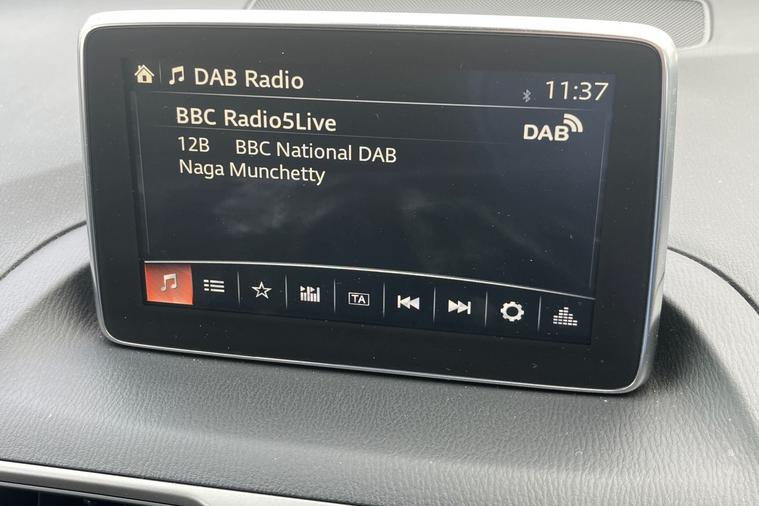 DAB Radio 11:37
BBC Radio5Live DAB
12B BBC National DAB
Naga Munchetty
TA